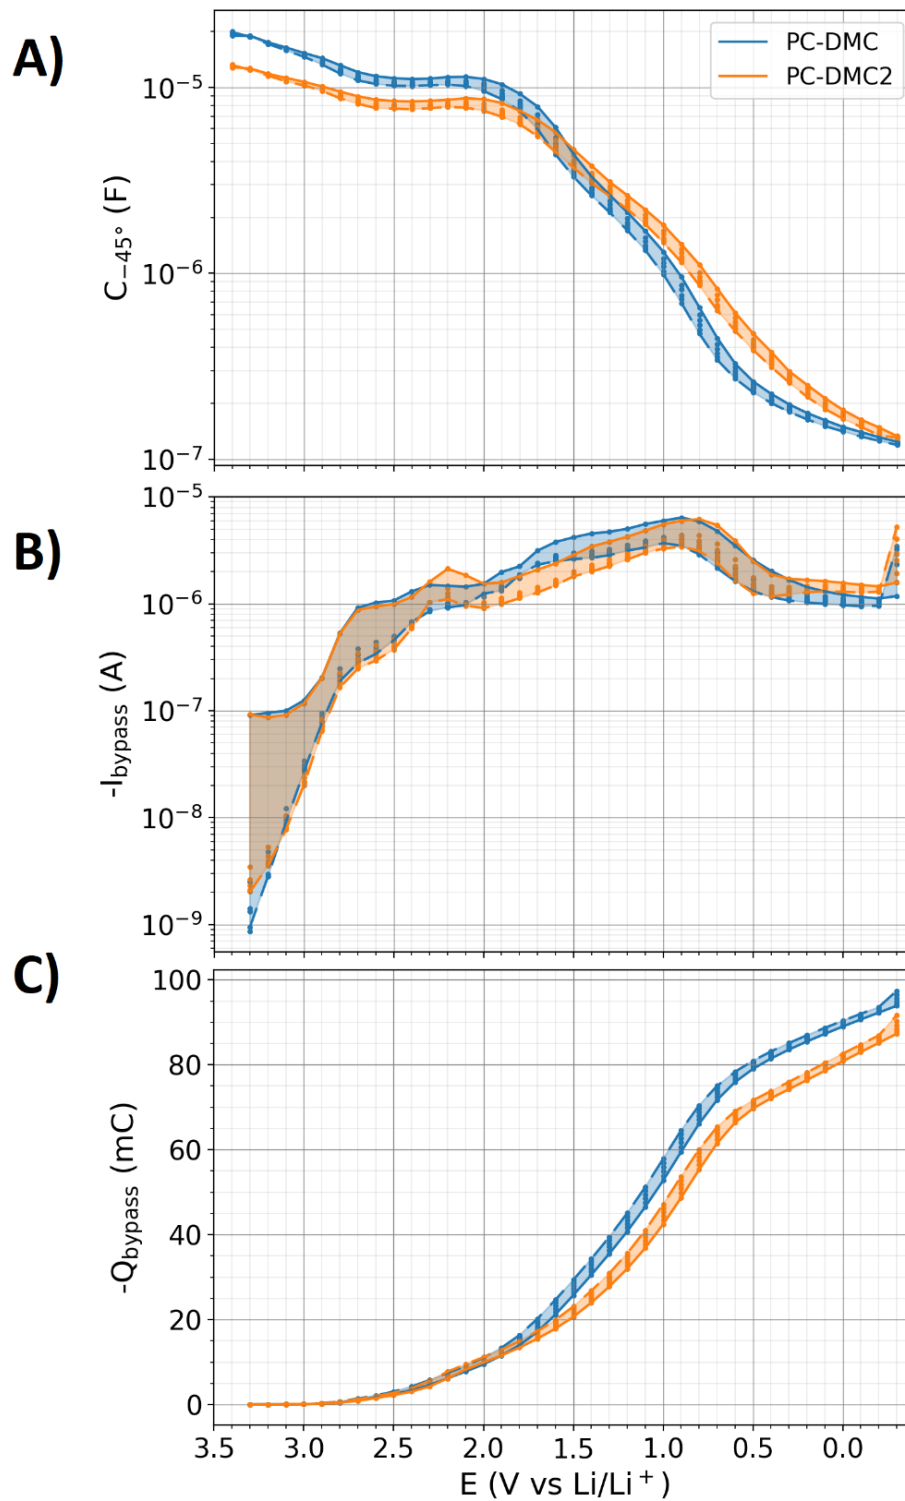 A)
PC-DMC
PC-DMC2
10⁻⁵
10⁻⁶
10⁻⁷
C₋₄₅° (F)
B)
10⁻⁵
10⁻⁶
10⁻⁷
10⁻⁸
10⁻⁹
-I_bypass (A)
C)
100
80
60
40
20
0
-Q_bypass (mC)
3.5 3.0 2.5 2.0 1.5 1.0 0.5 0.0
E (V vs Li/Li⁺)